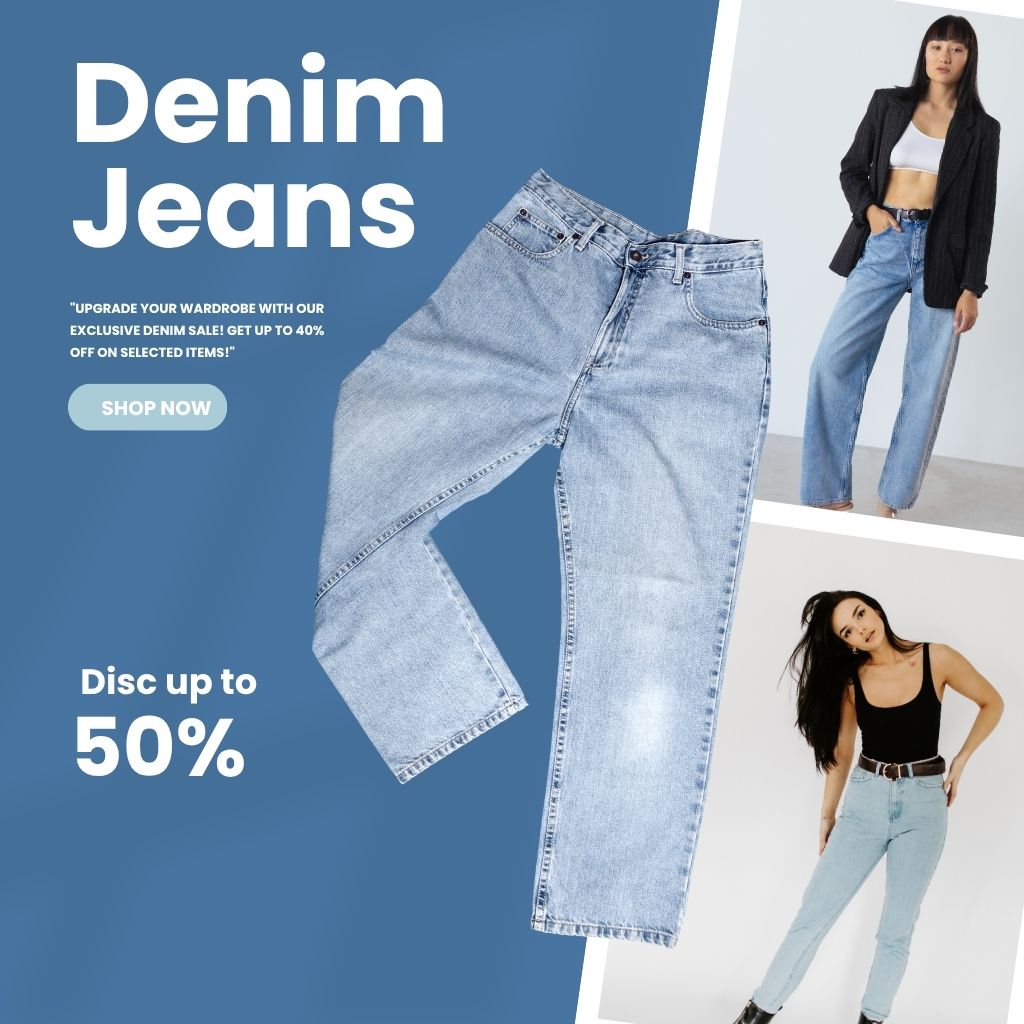 Denim
Jeans
"UPGRADE YOUR WARDROBE WITH OUR
EXCLUSIVE DENIM SALE! GET UP TO 40%
OFF ON SELECTED ITEMS!"
SHOP NOW
Disc up to
50%